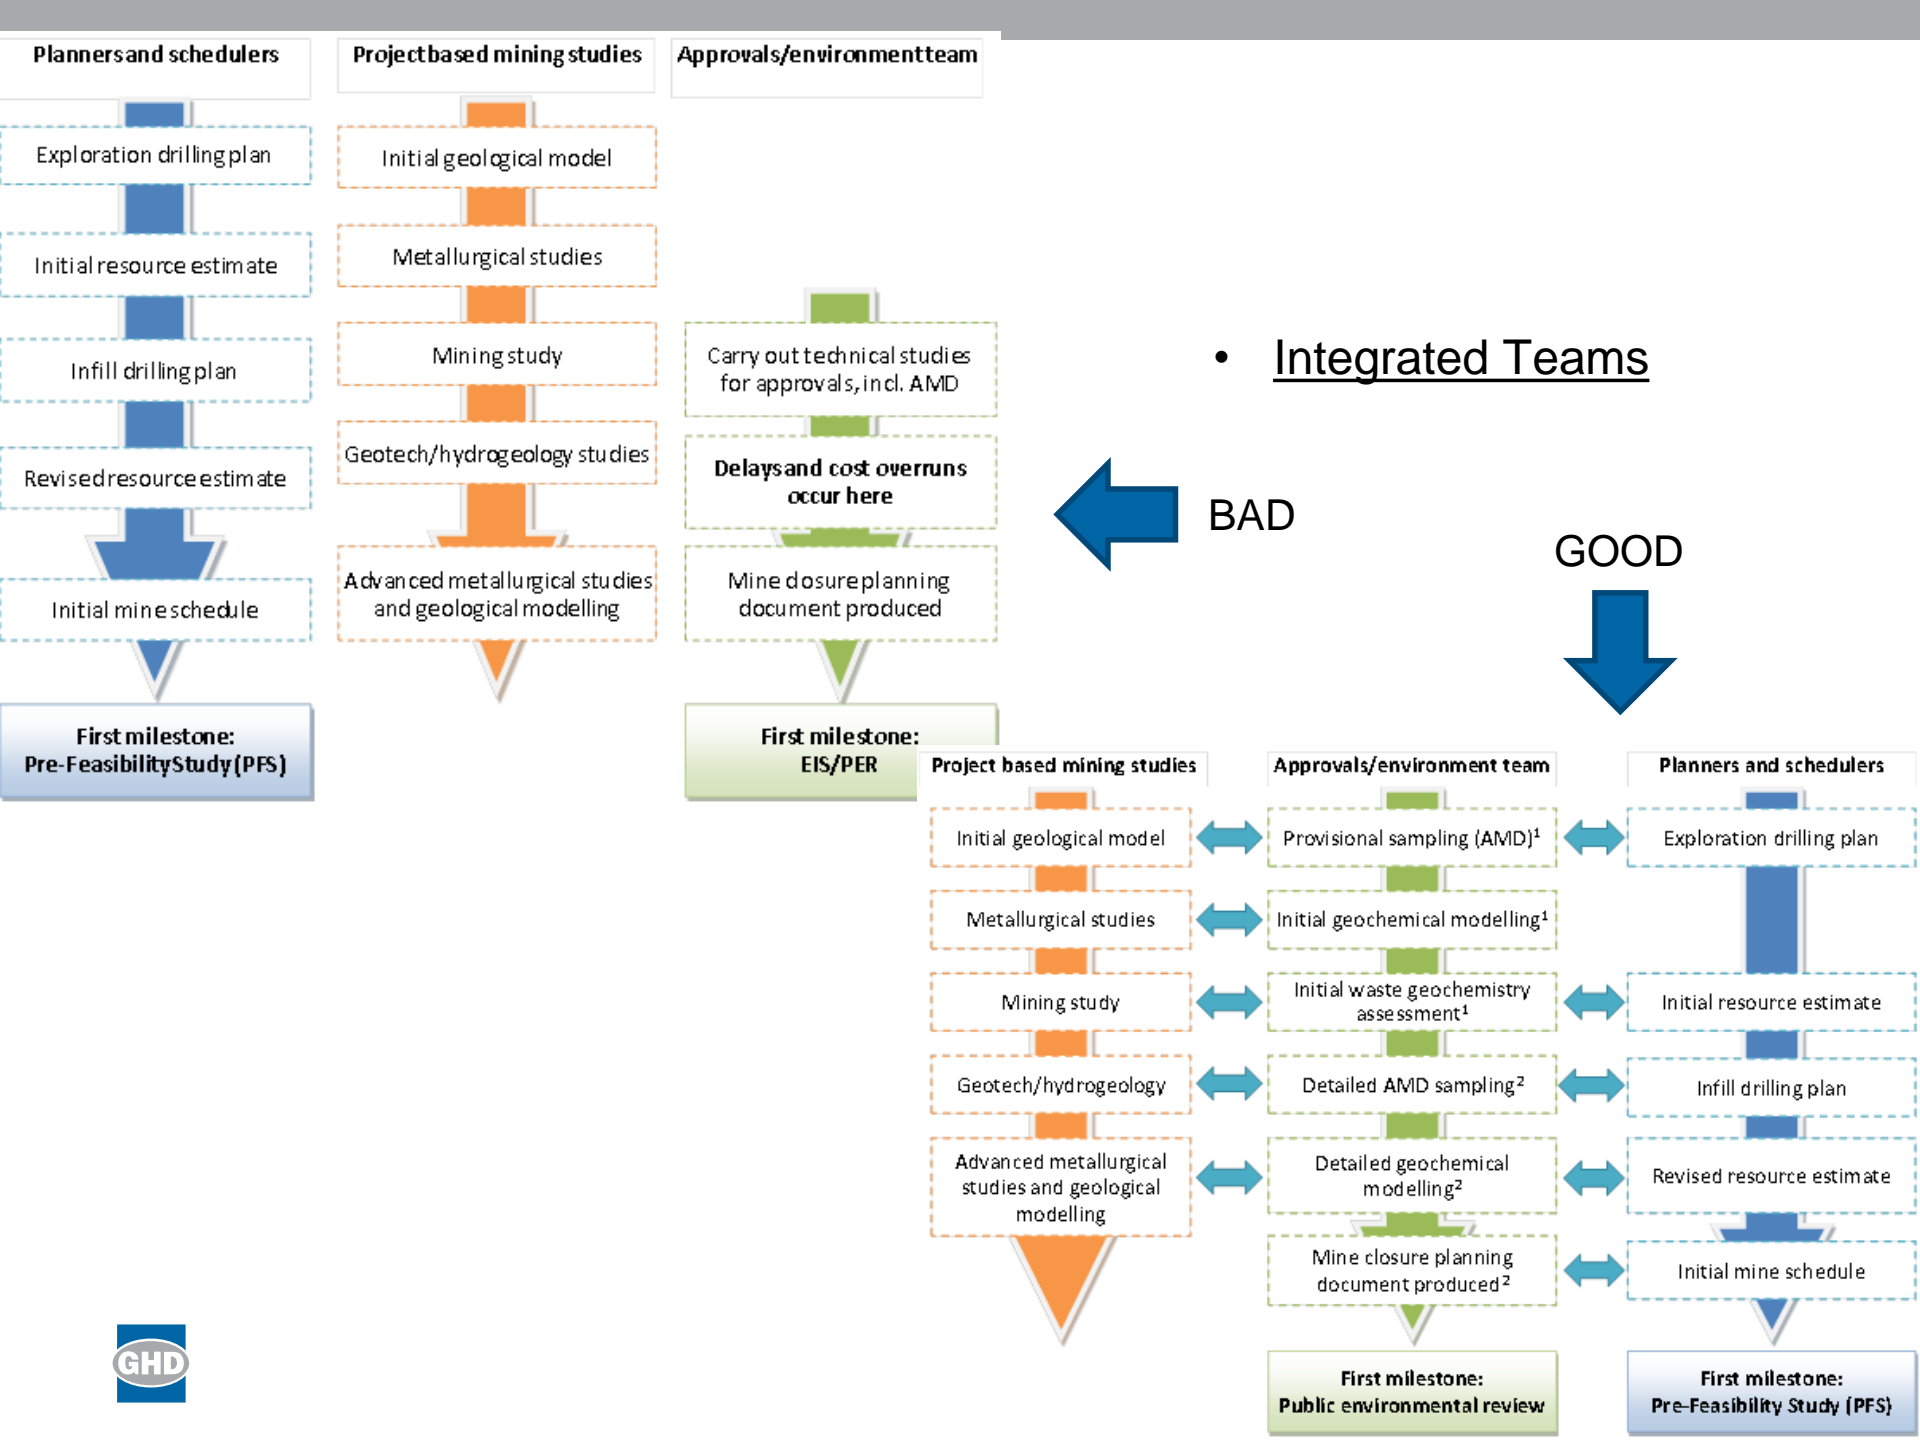 Planners and schedulers
Exploration drilling plan
Initial resource estimate
Infill drilling plan
Revised resource estimate
Initial mine schedule
First milestone:
Pre-Feasibility Study (PFS)
Project based mining studies
Initial geological model
Metallurgical studies
Mining study
Geotech/hydrogeology studies
Advanced metallurgical studies
and geological modelling
Approvals/environment team
Carry out technical studies
for approvals, incl. AMD
Delays and cost overruns
occur here
Mine closure planning
document produced
First milestone:
EIS/PER
• Integrated Teams
BAD
GOOD
Project based mining studies
Initial geological model
Metallurgical studies
Mining study
Geotech/hydrogeology
Advanced metallurgical
studies and geological
modelling
Approvals/environment team
Provisional sampling (AMD)¹
Initial geochemical modelling¹
Initial waste geochemistry
assessment¹
Detailed AMD sampling²
Detailed geochemical
modelling²
Mine closure planning
document produced²
First milestone:
Public environmental review
Planners and schedulers
Exploration drilling plan
Initial resource estimate
Infill drilling plan
Revised resource estimate
Initial mine schedule
First milestone:
Pre-Feasibility Study (PFS)
GHD